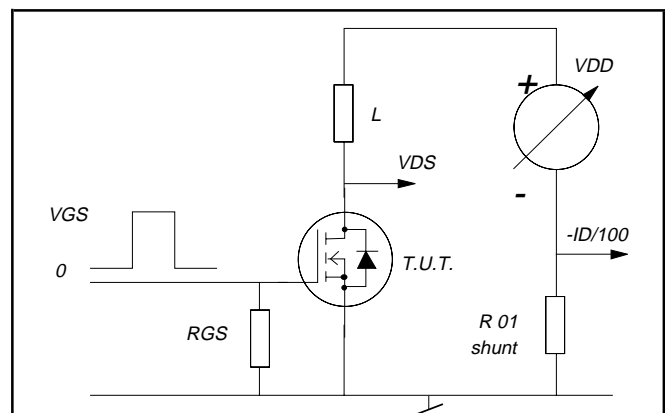 +
VDD
L
VDS
-
VGS
-ID/100
0
T.U.T.
RGS
R 01
shunt